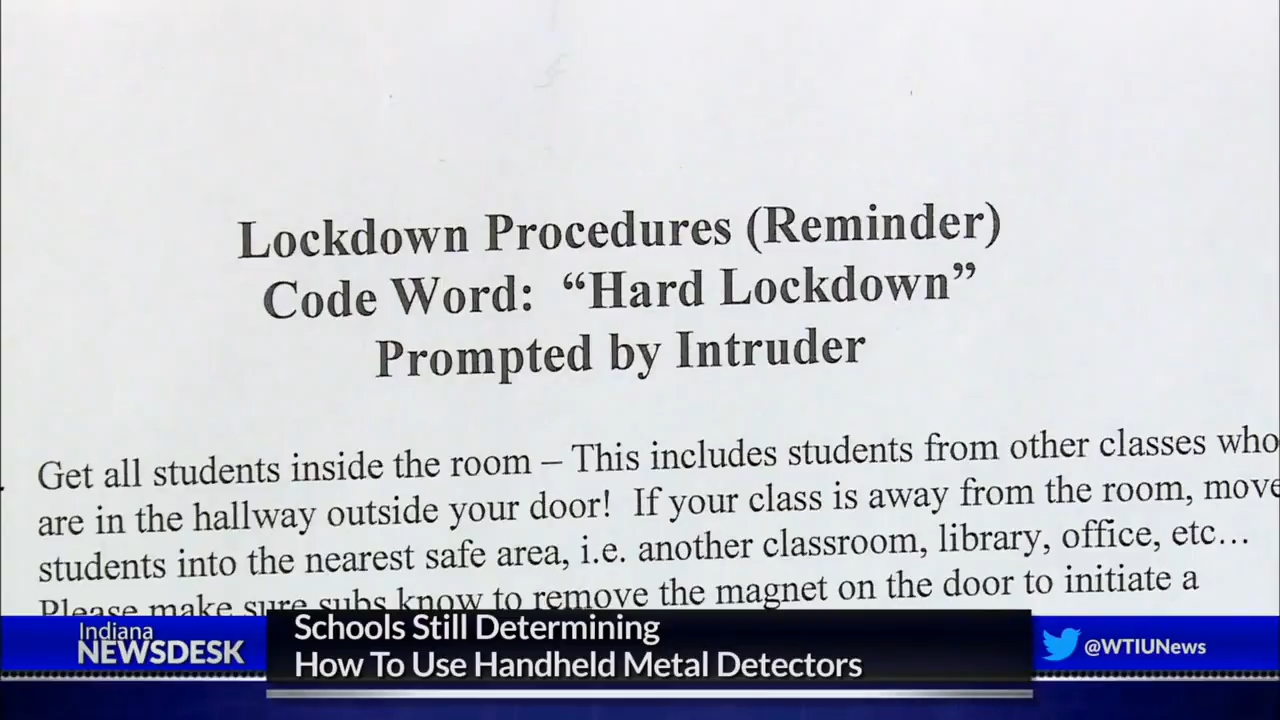 Lockdown Procedures (Reminder)
Code Word: “Hard Lockdown”
Prompted by Intruder
Get all students inside the room – This includes students from other classes who
are in the hallway outside your door! If your class is away from the room, move
students into the nearest safe area, i.e. another classroom, library, office, etc…
Please make sure subs know to remove the magnet on the door to initiate a
Indiana
NEWSDESK
Schools Still Determining
How To Use Handheld Metal Detectors
@WTIUNews